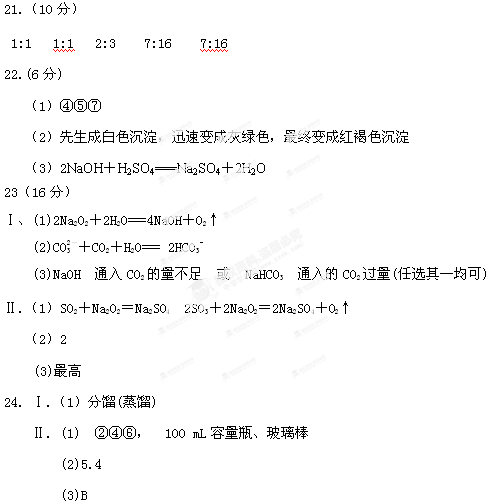 21.（10 分）
1:1 1:1 2:3 7:16 7:16
22.(6 分)
（1）④⑤⑦
（2）先生成白色沉淀，迅速变成灰绿色，最终变成红褐色沉淀
（3）2NaOH＋H₂SO₄══Na₂SO₄＋2H₂O
23（16 分）
Ⅰ、(1)2Na₂O₂＋2H₂O══4NaOH＋O₂↑
(2)CO₃²⁻＋CO₂＋H₂O══ 2HCO₃⁻
(3)NaOH 通入 CO₂的量不足 或 NaHCO₃ 通入的 CO₂过量(任选其一均可)
Ⅱ.（1）SO₂＋Na₂O₂＝Na₂SO₄ 2SO₃＋2Na₂O₂＝2Na₂SO₄＋O₂↑
（2）2
(3)最高
24. Ⅰ.（1）分馏(蒸馏)
Ⅱ.（1） ②④⑥， 100 mL 容量瓶、玻璃棒
(2)5.4
(3)B